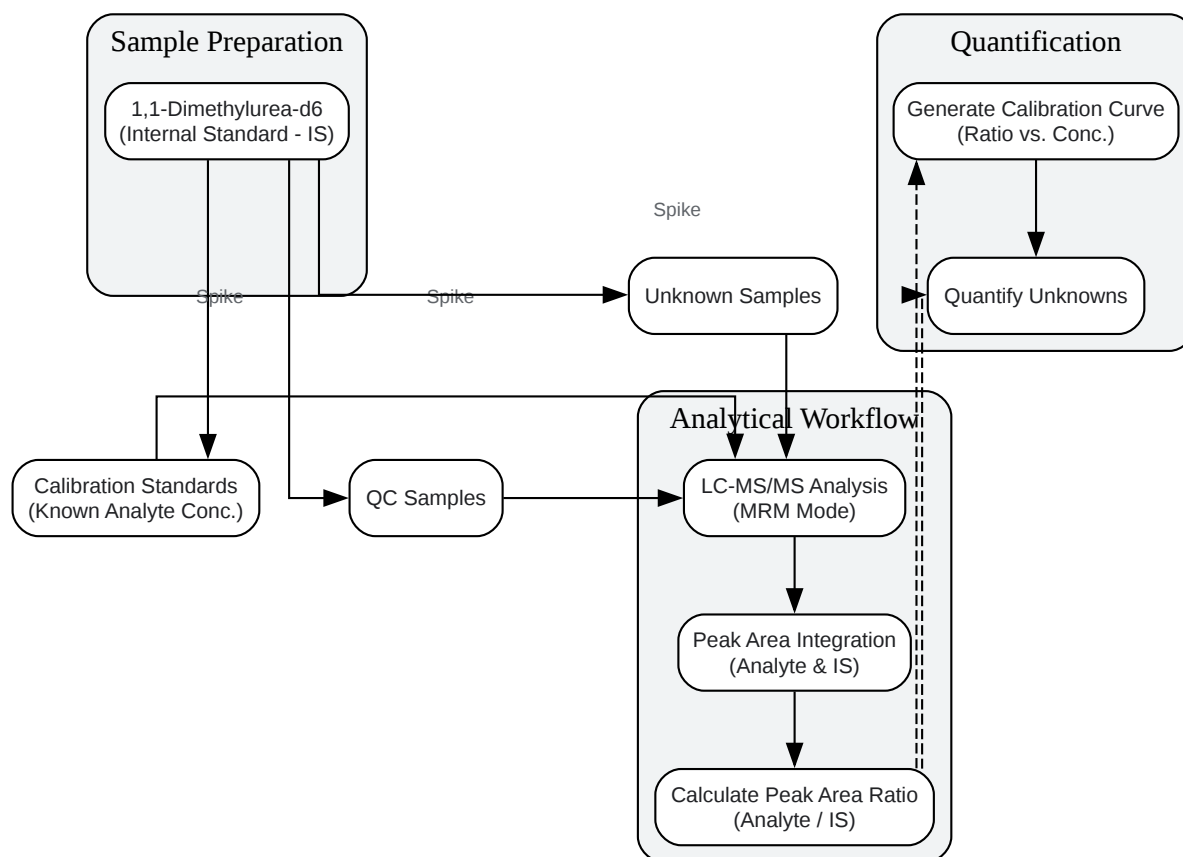 Sample Preparation
Quantification
1,1-Dimethylurea-d6
(Internal Standard - IS)
Generate Calibration Curve
(Ratio vs. Conc.)
Spike
Spike
Spike
Unknown Samples
Quantify Unknowns
Analytical Workflow
Calibration Standards
(Known Analyte Conc.)
QC Samples
LC-MS/MS Analysis
(MRM Mode)
Peak Area Integration
(Analyte & IS)
Calculate Peak Area Ratio
(Analyte / IS)